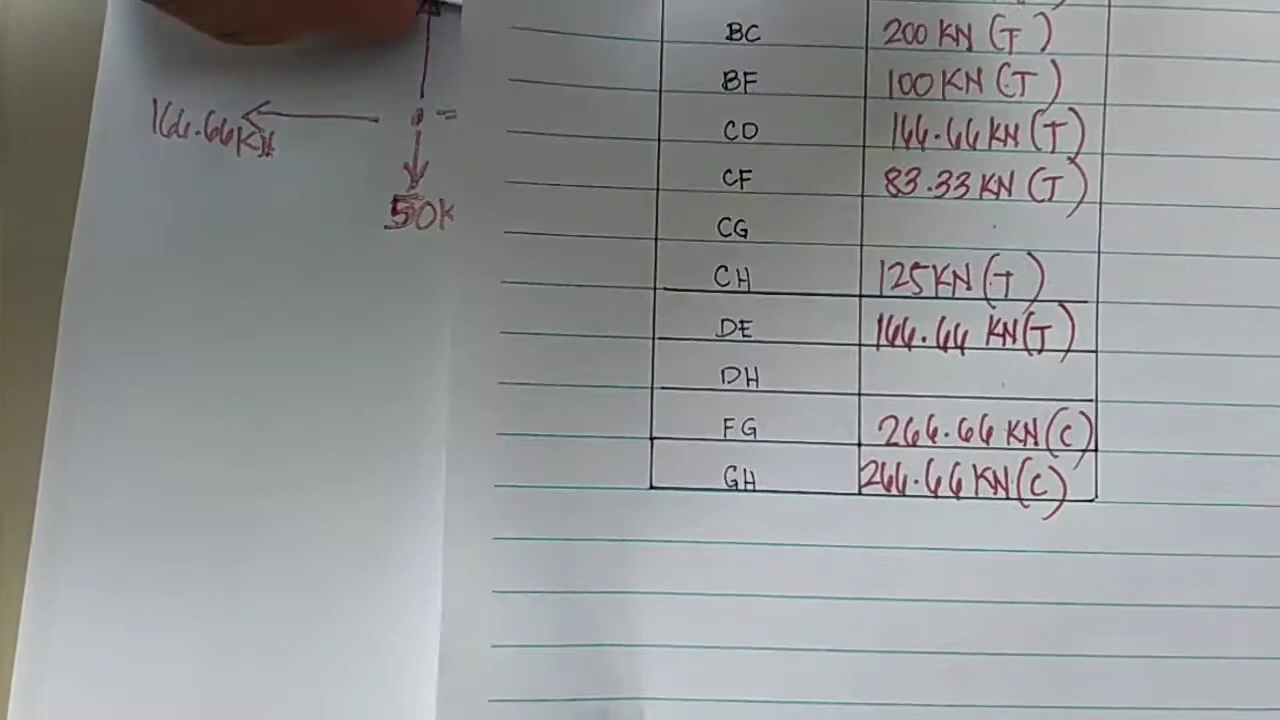 BC 200 KN (T)
BF 100 KN (T)
CD 166.66 KN (T)
CF 83.33 KN (T)
CG
CH 125 KN (T)
DE 166.66 KN (T)
DH
FG 266.66 KN (C)
GH 266.66 KN (C)
166.66KN
=
50K